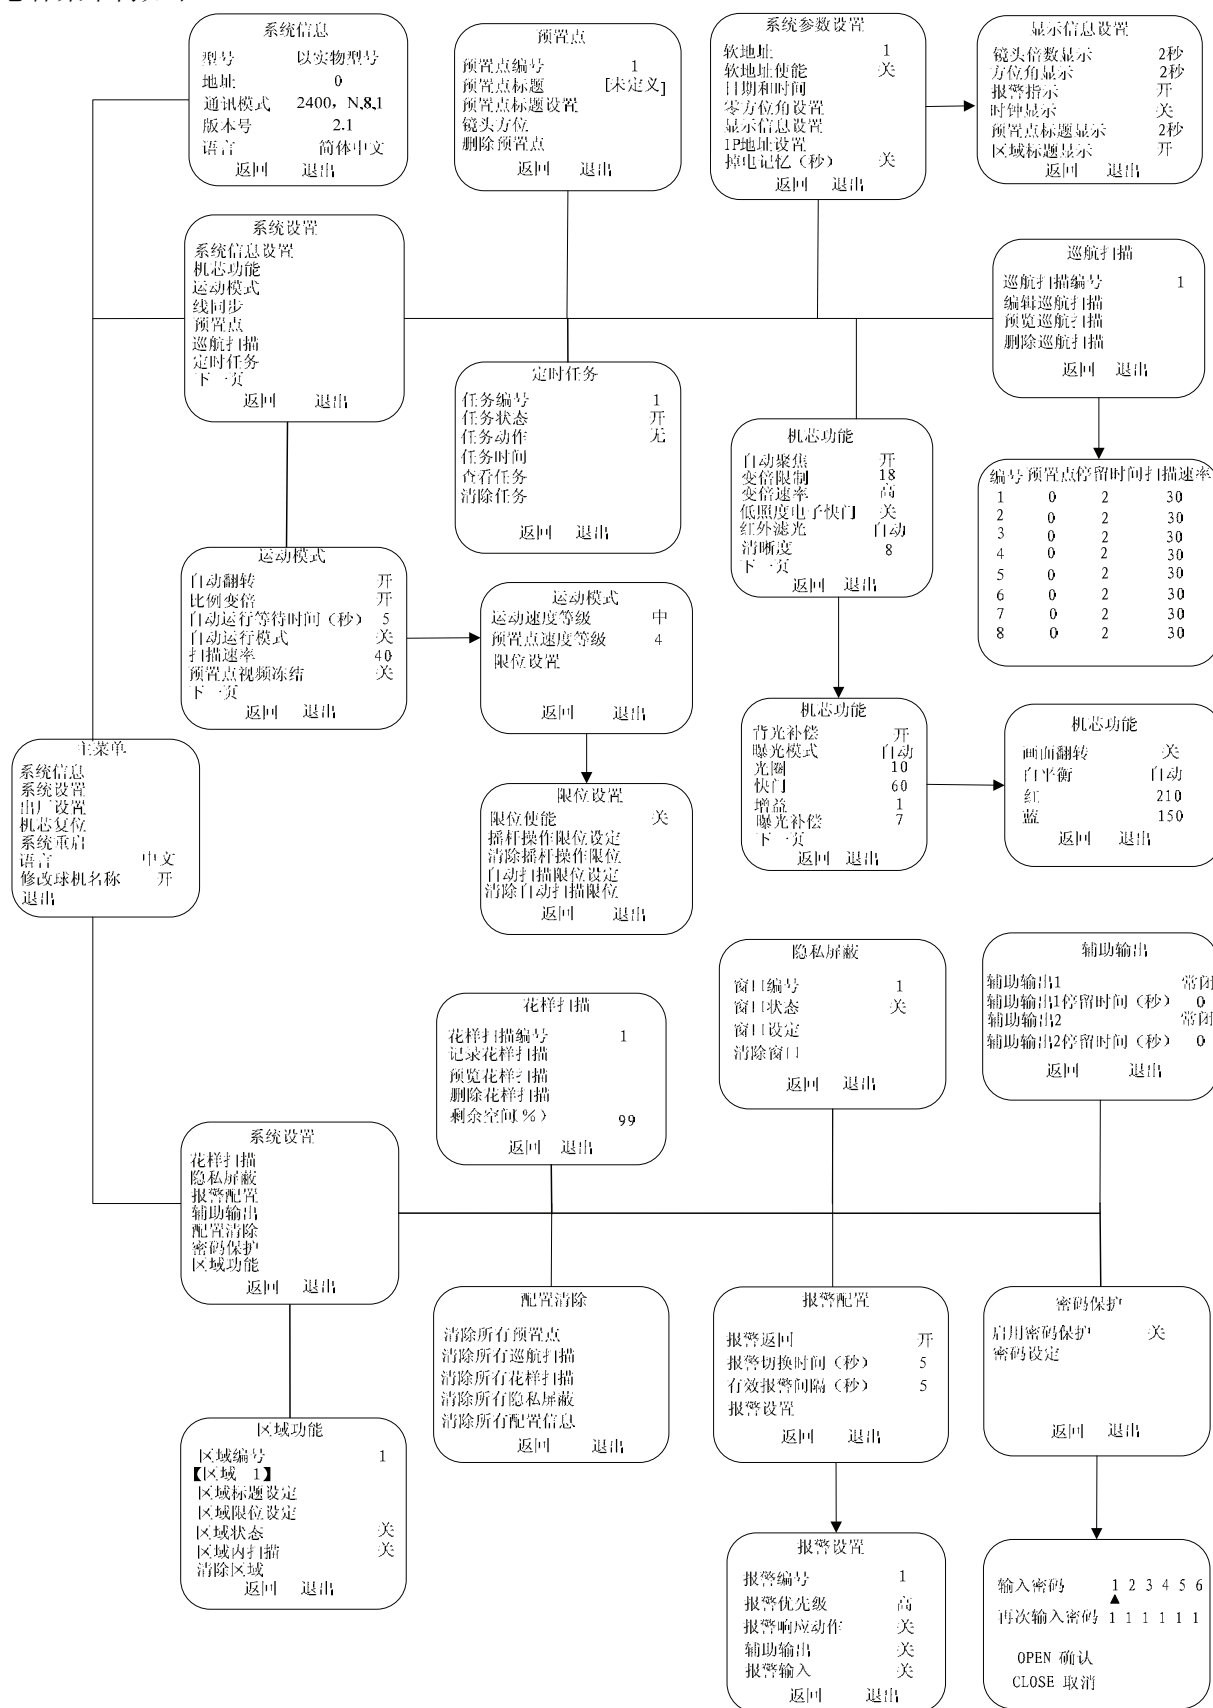 系统信息
型号 以实物型号
地址 0
通讯模式 2400, N,8,1
版本号 2.1
语言 简体中文
返回 退出
预置点
预置点编号 1
预置点标题 [未定义]
预置点标题设置
镜头方位
删除预置点
返回 退出
系统参数设置
软地址 1
软地址使能 关
日期和时间
零方位角设置
显示信息设置
IP地址设置
掉电记忆（秒） 关
返回 退出
显示信息设置
镜头倍数显示 2秒
方位角显示 2秒
报警指示 开
时钟显示 关
预置点标题显示 2秒
区域标题显示 开
返回 退出
系统设置
系统信息设置
机芯功能
运动模式
线同步
预置点
巡航扫描
定时任务
下一页
返回 退出
巡航扫描
巡航扫描编号 1
编辑巡航扫描
预览巡航扫描
删除巡航扫描
返回 退出
定时任务
任务编号 1
任务状态 开
任务动作 无
任务时间
查看任务
清除任务
返回 退出
机芯功能
自动聚焦 开
变倍限制 18
变倍速率 高
低照度电子快门 关
红外滤光 自动
清晰度 8
下一页
返回 退出
编号 预置点 停留时间 扫描速率
1 0 2 30
2 0 2 30
3 0 2 30
4 0 2 30
5 0 2 30
6 0 2 30
7 0 2 30
8 0 2 30
运动模式
自动翻转 开
比例变倍 开
自动运行等待时间（秒） 5
自动运行模式 关
扫描速率 40
预置点视频冻结 关
下一页
返回 退出
运动模式
运动速度等级 中
预置点速度等级 4
限位设置
返回 退出
机芯功能
背光补偿 开
曝光模式 自动
光圈 10
快门 60
增益 1
曝光补偿 7
下一页
返回 退出
机芯功能
画面翻转 关
白平衡 自动
红 210
蓝 150
返回 退出
主菜单
系统信息
系统设置
出厂设置
机芯复位
系统重启
语言 中文
修改球机名称 开
退出
限位设置
限位使能 关
摇杆操作限位设定
清除摇杆操作限位
自动扫描限位设定
清除自动扫描限位
返回 退出
花样扫描
花样扫描编号 1
记录花样扫描
预览花样扫描
删除花样扫描
剩余空间(%) 99
返回 退出
隐私屏蔽
窗口编号 1
窗口状态 关
窗口设定
清除窗口
返回 退出
辅助输出
辅助输出1 常闭
辅助输出1停留时间（秒） 0
辅助输出2 常闭
辅助输出2停留时间（秒） 0
返回 退出
系统设置
花样扫描
隐私屏蔽
报警配置
辅助输出
配置清除
密码保护
区域功能
返回 退出
配置清除
清除所有预置点
清除所有巡航扫描
清除所有花样扫描
清除所有隐私屏蔽
清除所有配置信息
返回 退出
报警配置
报警返回 开
报警切换时间（秒） 5
有效报警间隔（秒） 5
报警设置
返回 退出
密码保护
启用密码保护 关
密码设定
返回 退出
区域功能
区域编号 1
【区域 1】
区域标题设定
区域限位设定
区域状态 关
区域内扫描 关
清除区域
返回 退出
报警设置
报警编号 1
报警优先级 高
报警响应动作 关
辅助输出 关
报警输入 关
返回 退出
输入密码 1 2 3 4 5 6
再次输入密码 1 1 1 1 1 1
OPEN 确认
CLOSE 取消